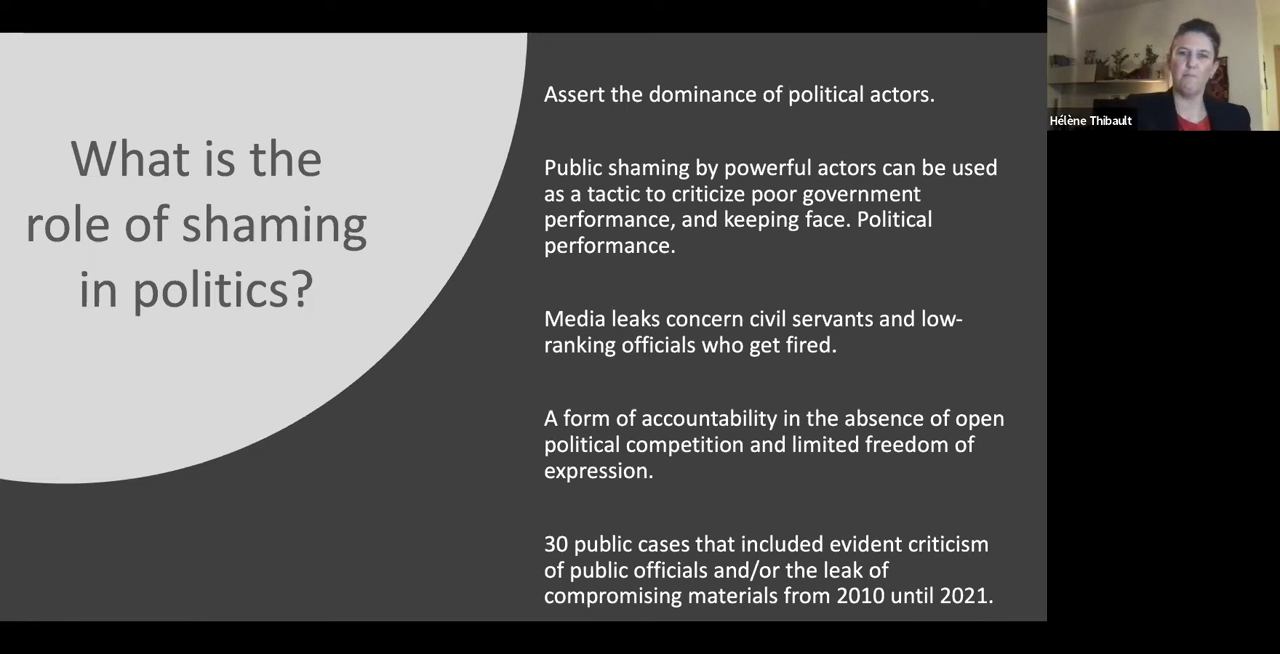 What is the
role of shaming
in politics?
Assert the dominance of political actors.
Public shaming by powerful actors can be used
as a tactic to criticize poor government
performance, and keeping face. Political
performance.
Media leaks concern civil servants and low-
ranking officials who get fired.
A form of accountability in the absence of open
political competition and limited freedom of
expression.
30 public cases that included evident criticism
of public officials and/or the leak of
compromising materials from 2010 until 2021.
Hélène Thibault